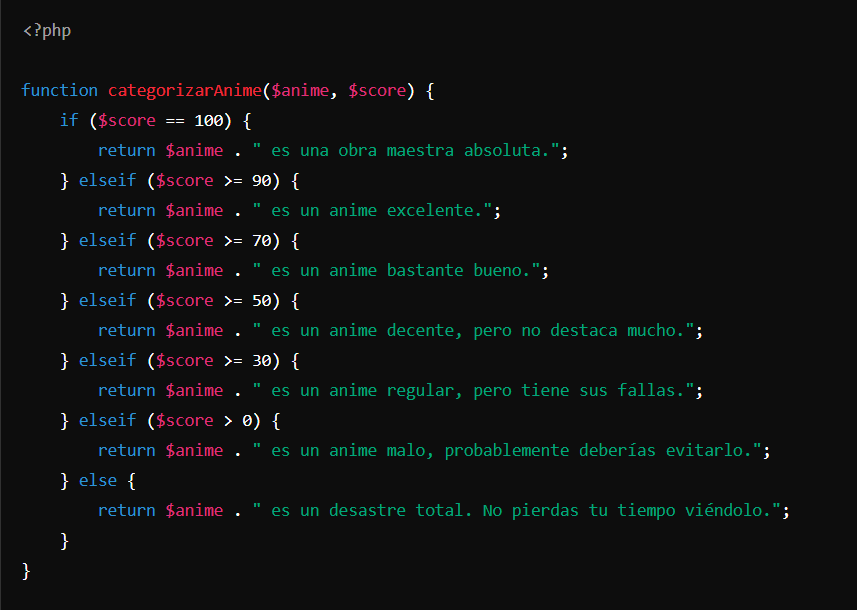 <?php
function categorizarAnime($anime, $score) {
    if ($score == 100) {
        return $anime . " es una obra maestra absoluta.";
    } elseif ($score >= 90) {
        return $anime . " es un anime excelente.";
    } elseif ($score >= 70) {
        return $anime . " es un anime bastante bueno.";
    } elseif ($score >= 50) {
        return $anime . " es un anime decente, pero no destaca mucho.";
    } elseif ($score >= 30) {
        return $anime . " es un anime regular, pero tiene sus fallas.";
    } elseif ($score > 0) {
        return $anime . " es un anime malo, probablemente deberías evitarlo.";
    } else {
        return $anime . " es un desastre total. No pierdas tu tiempo viéndolo.";
    }
}